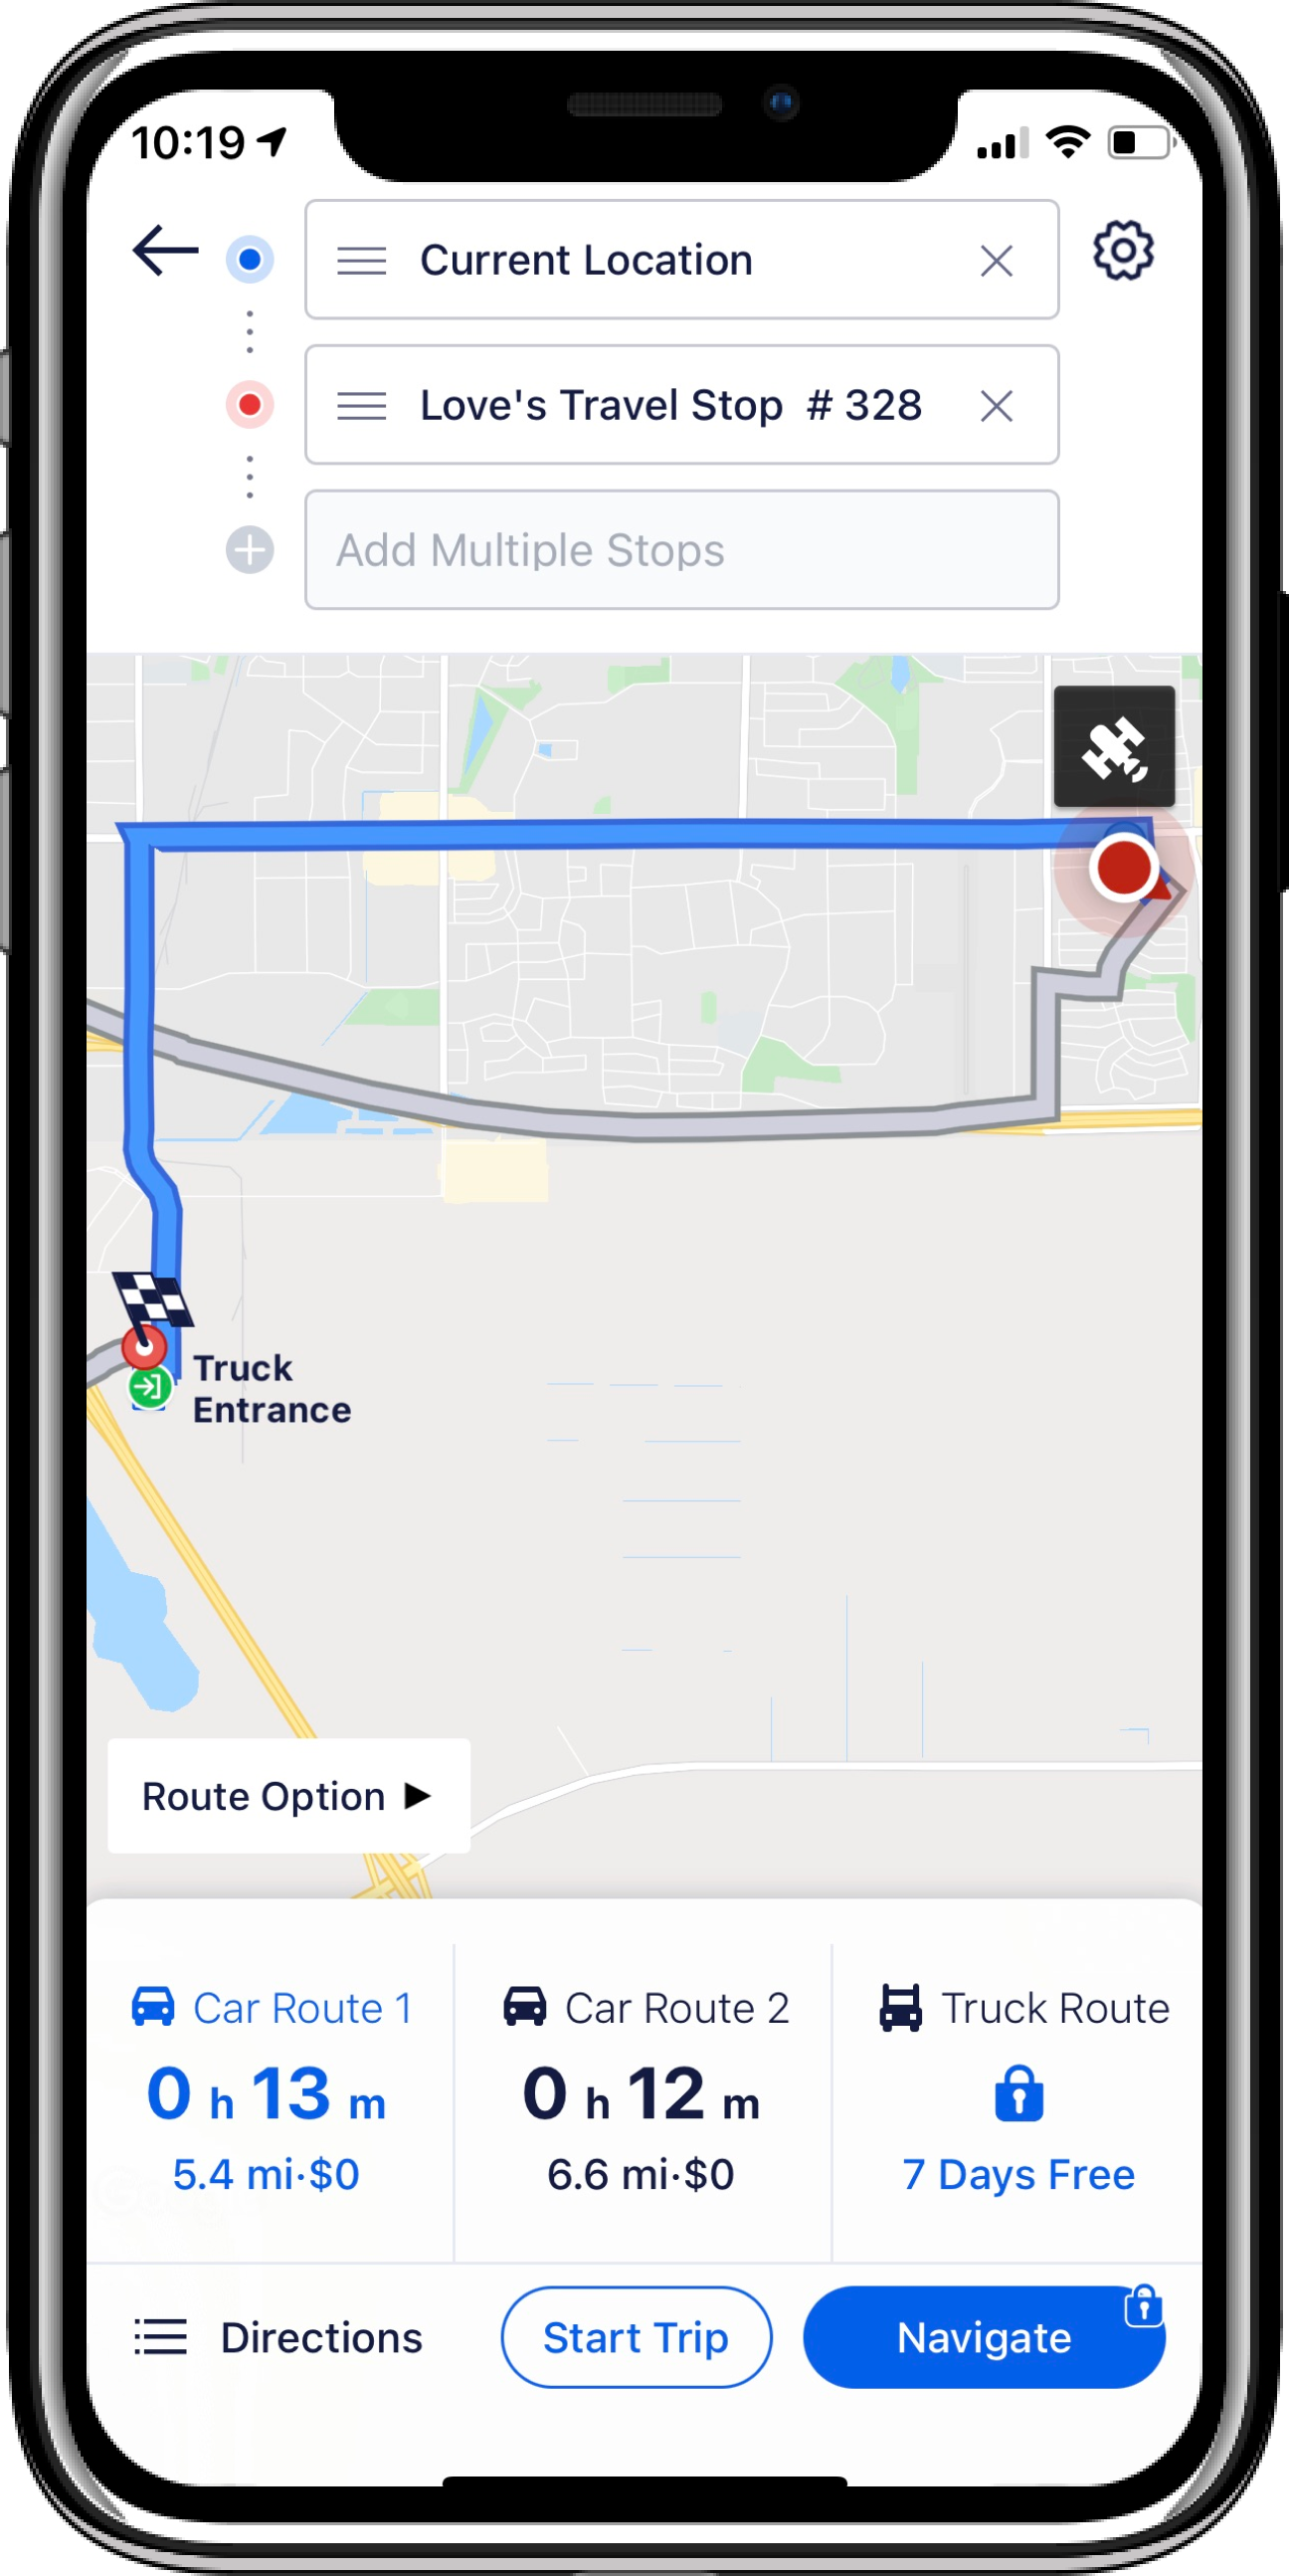 10:19
Current Location
Love's Travel Stop # 328
Add Multiple Stops
Truck
Entrance
Route Option
Car Route 1
Car Route 2
Truck Route
0 h 13 m
0 h 12 m
5.4 mi·$0
6.6 mi·$0
7 Days Free
Directions
Start Trip
Navigate